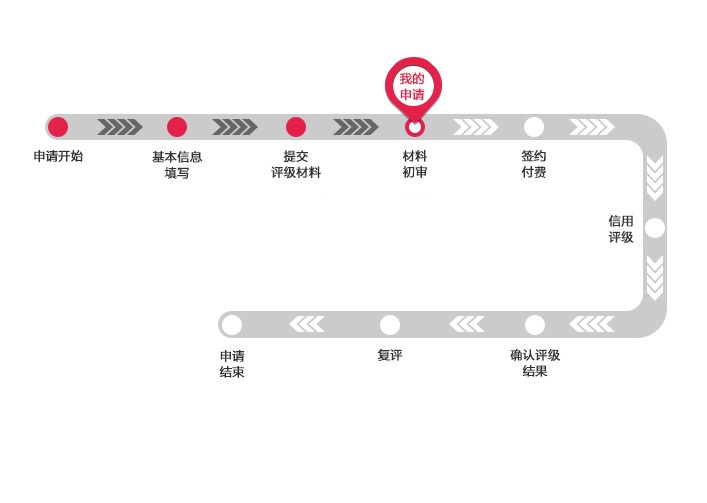 我的
申请
申请开始
基本信息
填写
提交
评级材料
材料
初审
签约
付费
信用
评级
确认评级
结果
复评
申请
结束